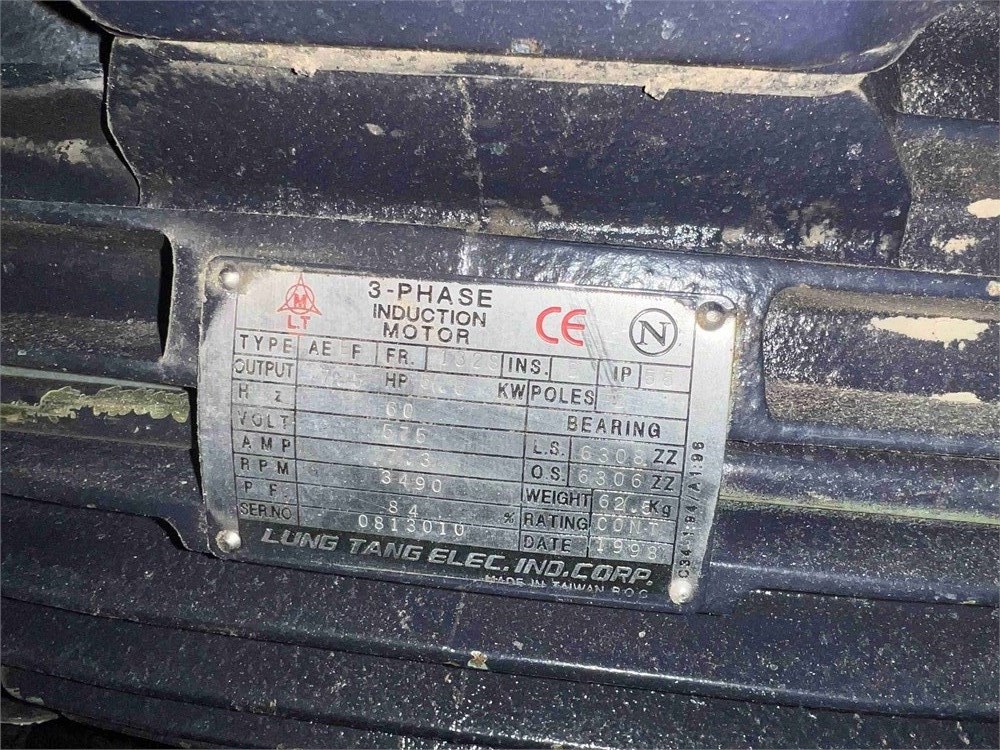 M
LT
3-PHASE
INDUCTION
MOTOR
CE
N
TYPE AE F FR. 132S INS. IP
OUTPUT HP KW POLES
Hz 60 BEARING
VOLT 575 L.S. 6308 ZZ
AMP O.S. 6306 ZZ
RPM 3490 WEIGHT 62. Kg
P.F. 84 % RATING CONT
SER.NO 0813010 DATE 1998
LUNG TANG ELEC. IND.CORP.
MADE IN TAIWAN R.O.C